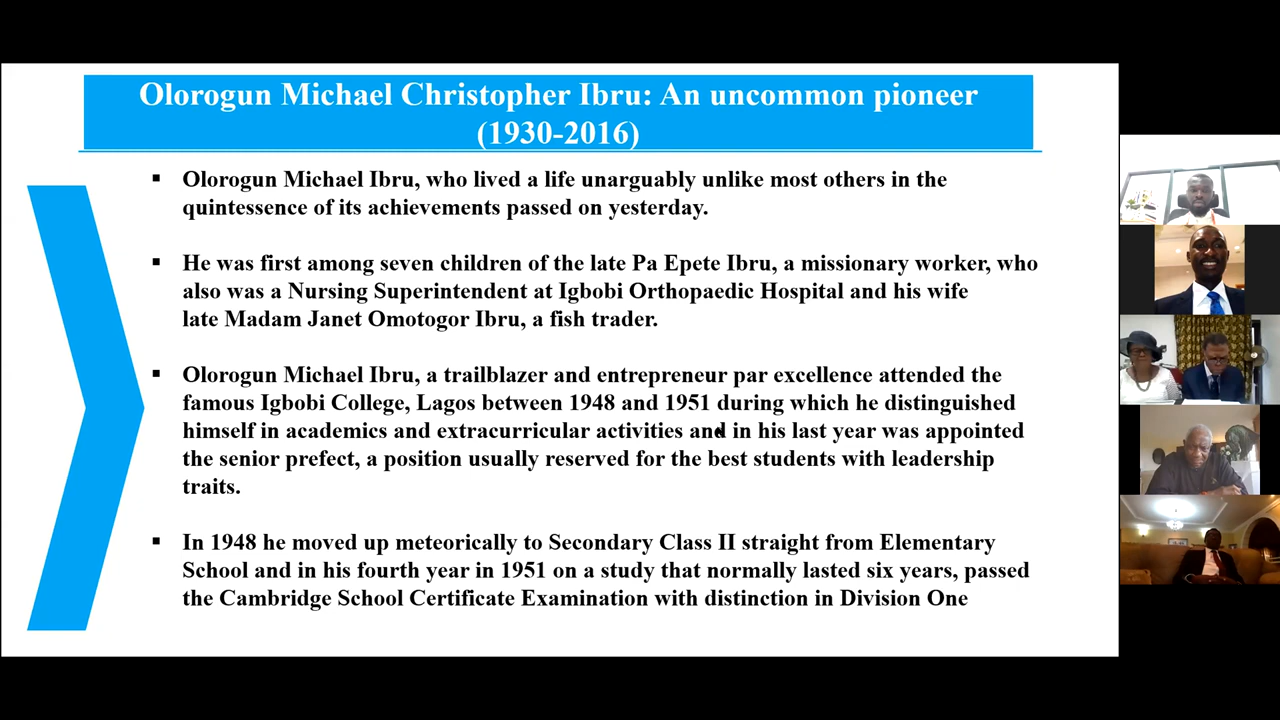 Olorogun Michael Christopher Ibru: An uncommon pioneer
(1930-2016)
▪ Olorogun Michael Ibru, who lived a life unarguably unlike most others in the
quintessence of its achievements passed on yesterday.
▪ He was first among seven children of the late Pa Epete Ibru, a missionary worker, who
also was a Nursing Superintendent at Igbobi Orthopaedic Hospital and his wife
late Madam Janet Omotogor Ibru, a fish trader.
▪ Olorogun Michael Ibru, a trailblazer and entrepreneur par excellence attended the
famous Igbobi College, Lagos between 1948 and 1951 during which he distinguished
himself in academics and extracurricular activities and in his last year was appointed
the senior prefect, a position usually reserved for the best students with leadership
traits.
▪ In 1948 he moved up meteorically to Secondary Class II straight from Elementary
School and in his fourth year in 1951 on a study that normally lasted six years, passed
the Cambridge School Certificate Examination with distinction in Division One